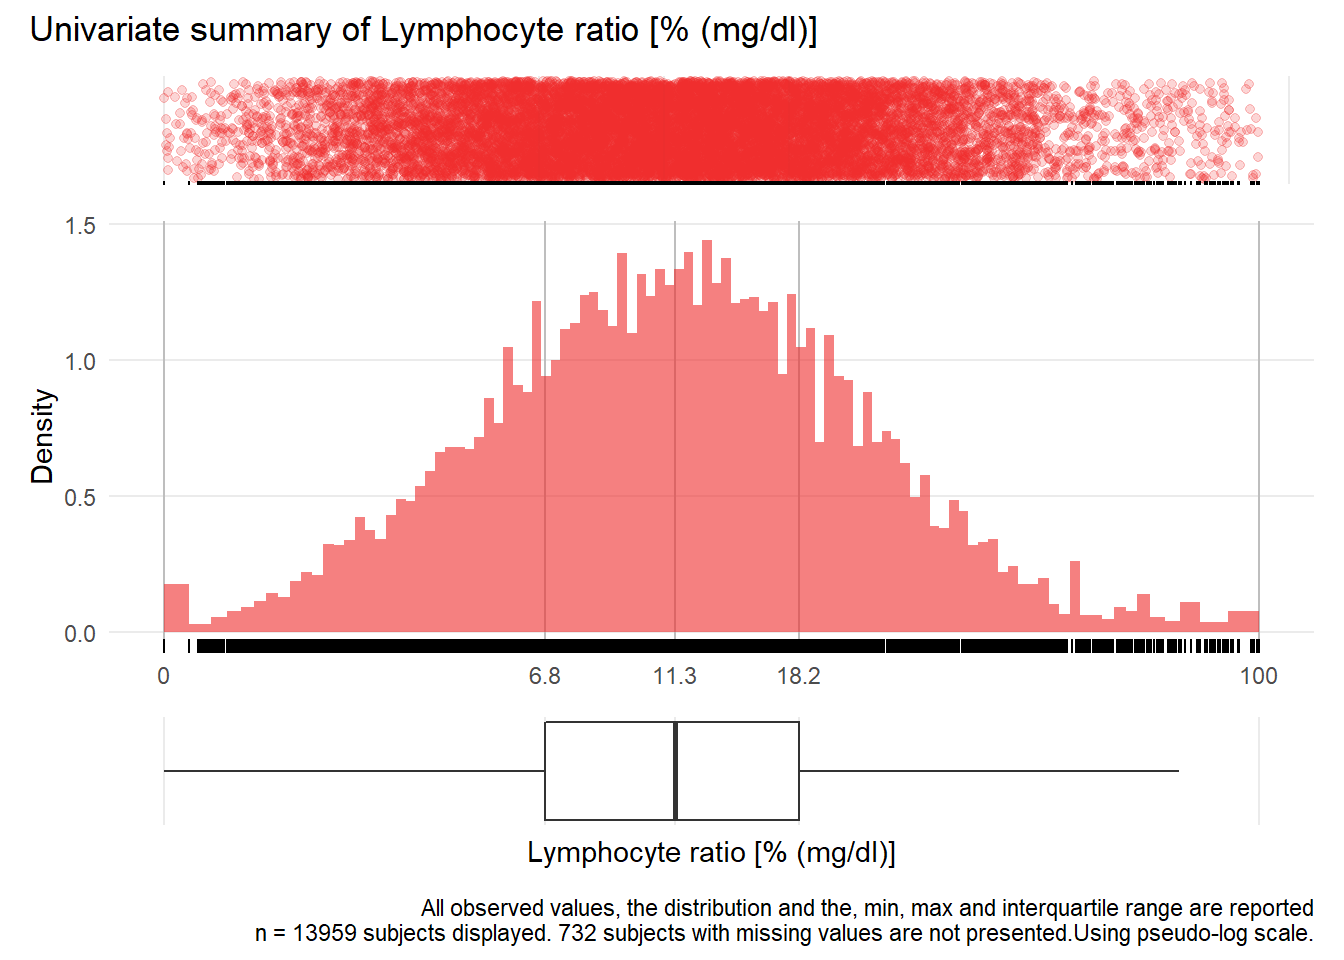 Univariate summary of Lymphocyte ratio [% (mg/dl)]
1.5
1.0
0.5
0.0
Density
0 6.8 11.3 18.2 100
Lymphocyte ratio [% (mg/dl)]
All observed values, the distribution and the, min, max and interquartile range are reported
n = 13959 subjects displayed. 732 subjects with missing values are not presented.Using pseudo-log scale.